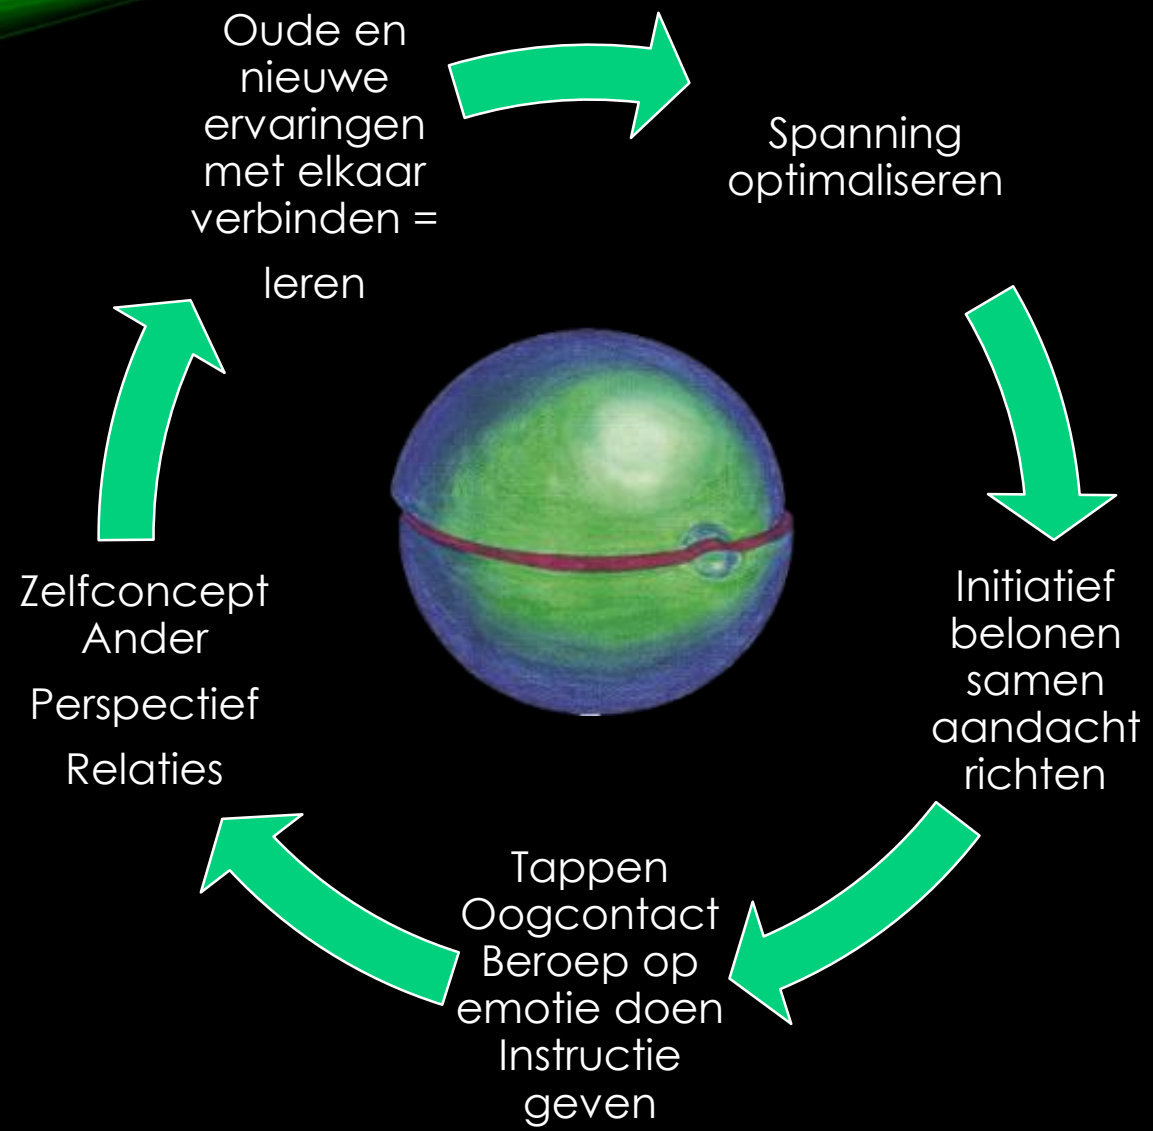 Oude en
nieuwe
ervaringen
met elkaar
verbinden =
leren
Spanning
optimaliseren
Initiatief
belonen
samen
aandacht
richten
Tappen
Oogcontact
Beroep op
emotie doen
Instructie
geven
Zelfconcept
Ander
Perspectief
Relaties